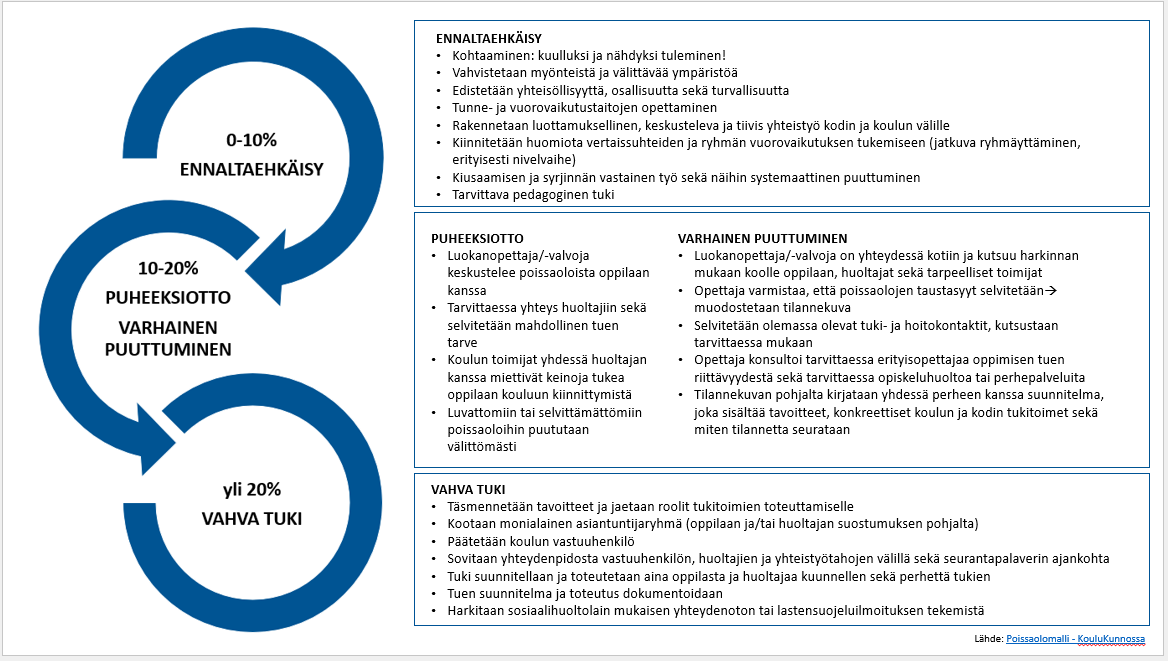 0-10%
ENNALTAEHKÄISY
10-20%
PUHEEKSIOTTO
VARHAINEN
PUUTTUMINEN
yli 20%
VAHVA TUKI
ENNALTAEHKÄISY
• Kohtaaminen: kuulluksi ja nähdyksi tuleminen!
• Vahvistetaan myönteistä ja välittävää ympäristöä
• Edistetään yhteisöllisyyttä, osallisuutta sekä turvallisuutta
• Tunne- ja vuorovaikutustaitojen opettaminen
• Rakennetaan luottamuksellinen, keskusteleva ja tiivis yhteistyö kodin ja koulun välille
• Kiinnitetään huomiota vertaissuhteiden ja ryhmän vuorovaikutuksen tukemiseen (jatkuva ryhmäyttäminen,
erityisesti nivelvaihe)
• Kiusaamisen ja syrjinnän vastainen työ sekä näihin systemaattinen puuttuminen
• Tarvittava pedagoginen tuki
PUHEEKSIOTTO
• Luokanopettaja/-valvoja
keskustelee poissaoloista oppilaan
kanssa
• Tarvittaessa yhteys huoltajiin sekä
selvitetään mahdollinen tuen
tarve
• Koulun toimijat yhdessä huoltajan
kanssa miettivät keinoja tukea
oppilaan kouluun kiinnittymistä
• Luvattomiin tai selvittämättömiin
poissaoloihin puututaan
välittömästi
VARHAINEN PUUTTUMINEN
• Luokanopettaja/-valvoja on yhteydessä kotiin ja kutsuu harkinnan
mukaan koolle oppilaan, huoltajat sekä tarpeelliset toimijat
• Opettaja varmistaa, että poissaolojen taustasyyt selvitetään→
muodostetaan tilannekuva
• Selvitetään olemassa olevat tuki- ja hoitokontaktit, kutsustaan
tarvittaessa mukaan
• Opettaja konsultoi tarvittaessa erityisopettajaa oppimisen tuen
riittävyydestä sekä tarvittaessa opiskeluhuoltoa tai perhepalveluita
• Tilannekuvan pohjalta kirjataan yhdessä perheen kanssa suunnitelma,
joka sisältää tavoitteet, konkreettiset koulun ja kodin tukitoimet sekä
miten tilannetta seurataan
VAHVA TUKI
• Täsmennetään tavoitteet ja jaetaan roolit tukitoimien toteuttamiselle
• Kootaan monialainen asiantuntijaryhmä (oppilaan ja/tai huoltajan suostumuksen pohjalta)
• Päätetään koulun vastuuhenkilö
• Sovitaan yhteydenpidosta vastuuhenkilön, huoltajien ja yhteistyötahojen välillä sekä seurantapalaverin ajankohta
• Tuki suunnitellaan ja toteutetaan aina oppilasta ja huoltajaa kuunnellen sekä perhettä tukien
• Tuen suunnitelma ja toteutus dokumentoidaan
• Harkitaan sosiaalihuoltolain mukaisen yhteydenoton tai lastensuojeluilmoituksen tekemistä
Lähde: Poissaolomalli - KouluKunnossa